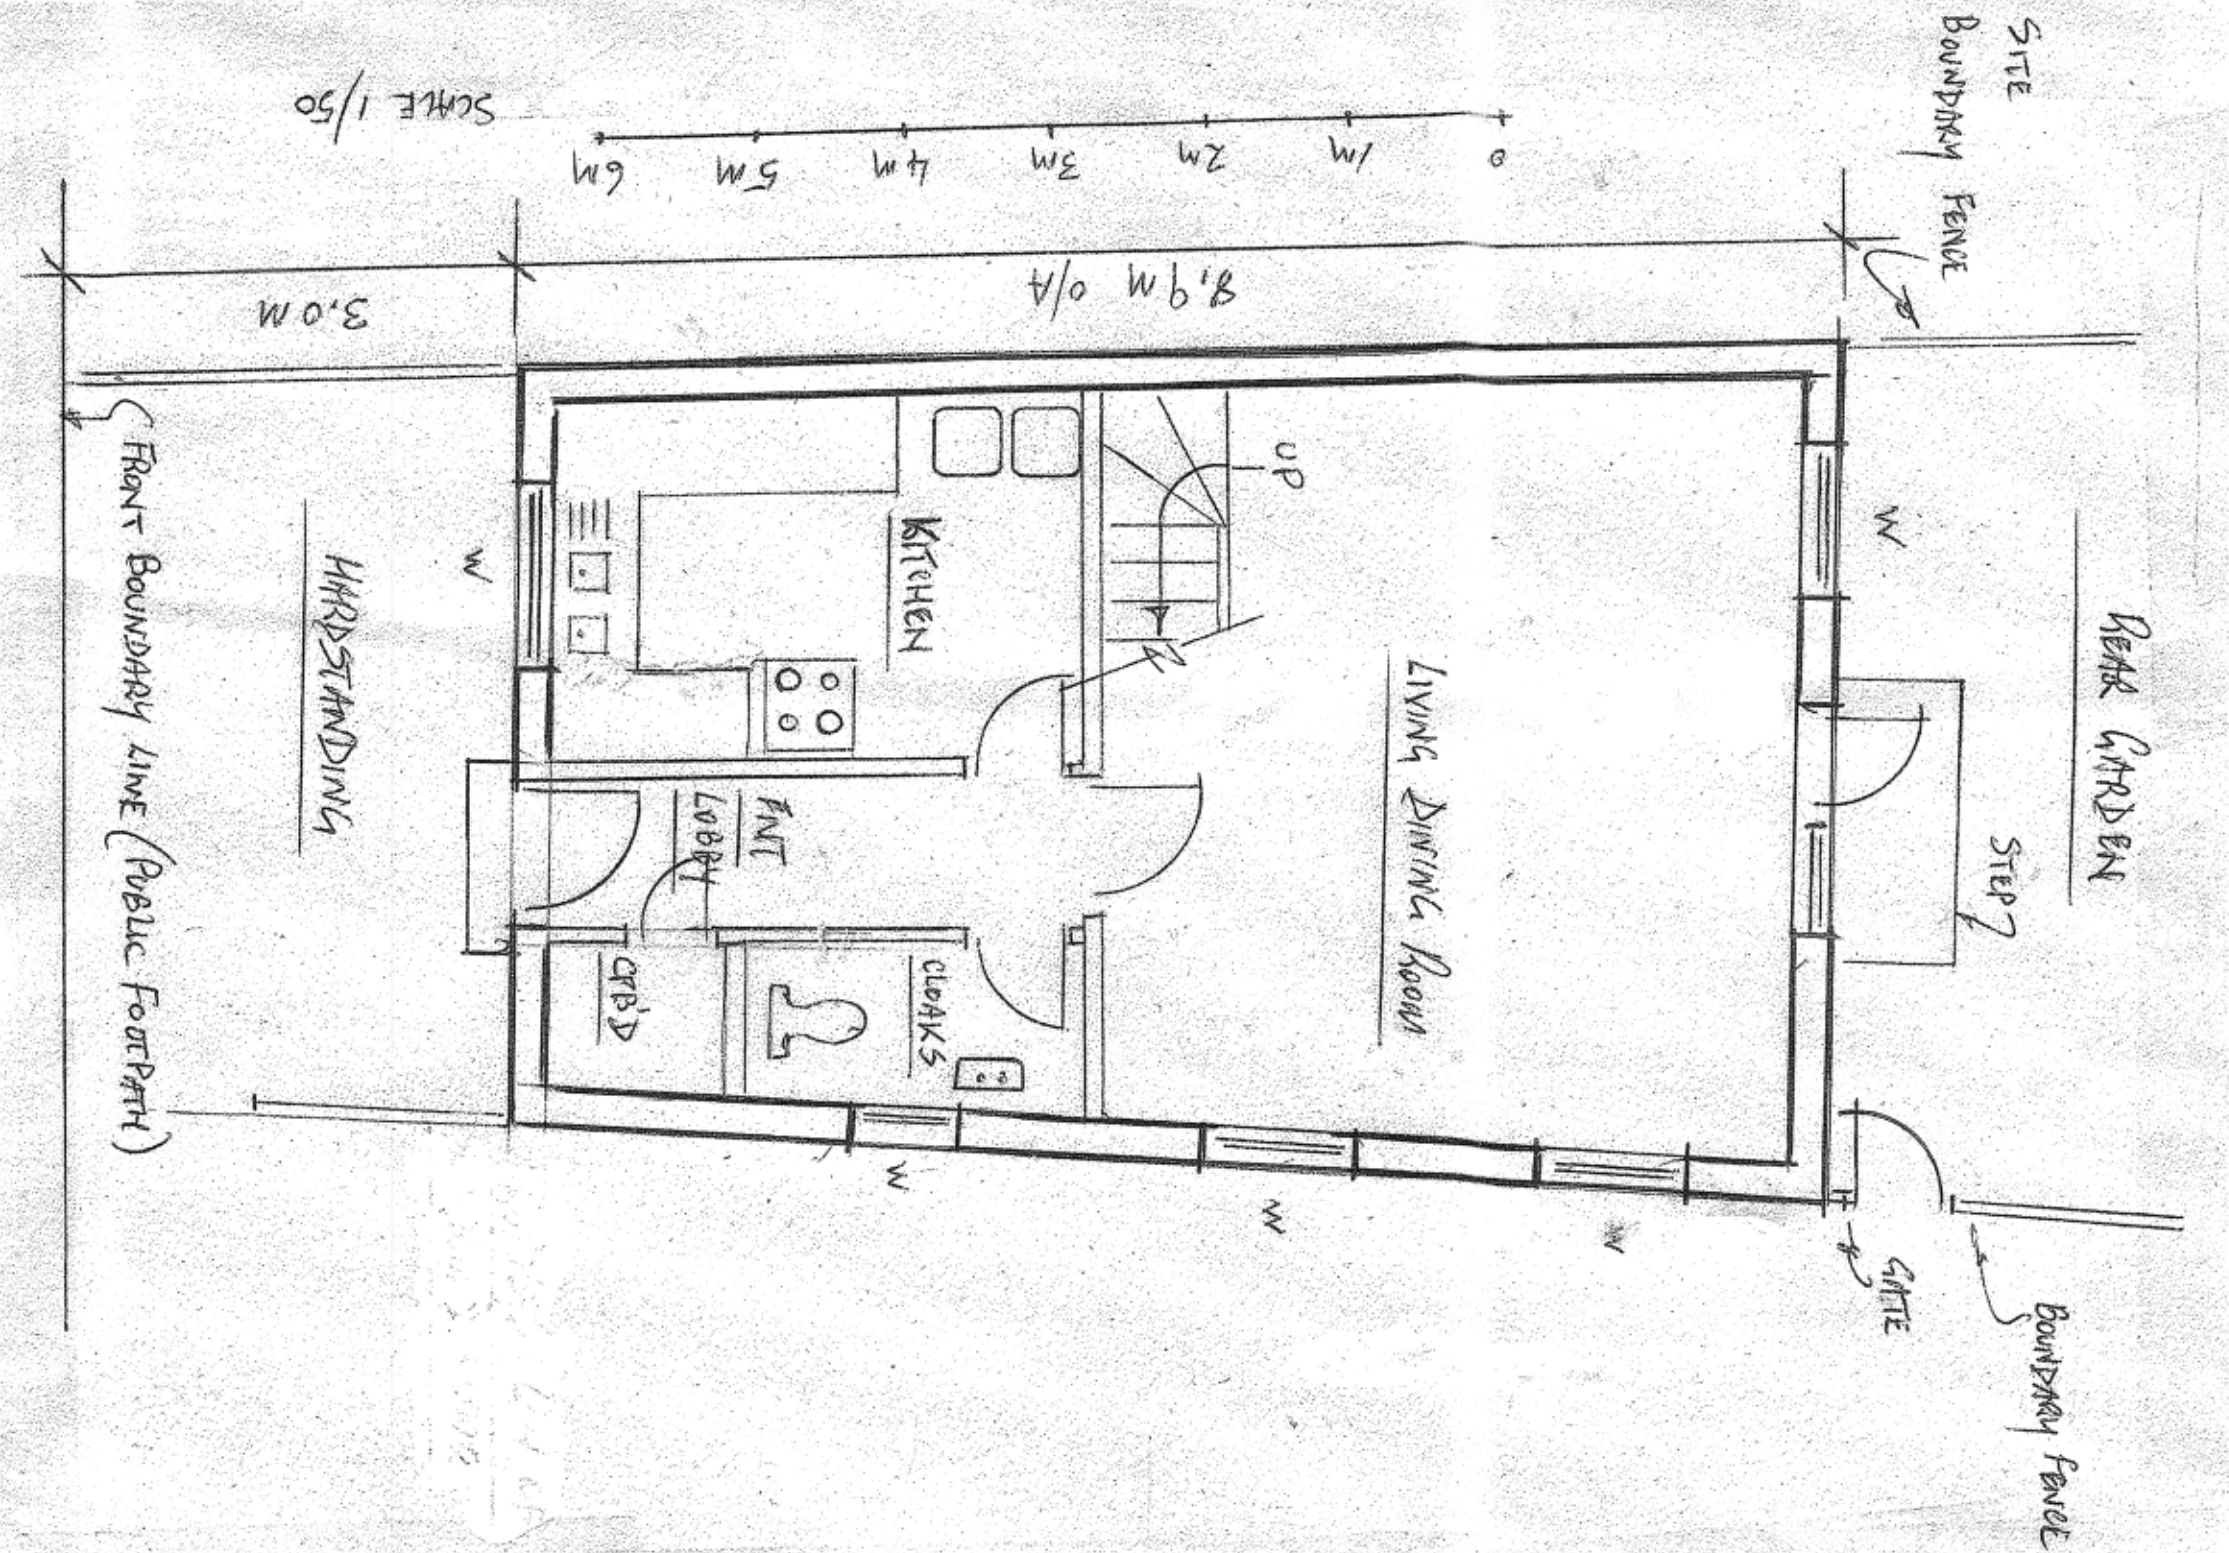 SITE
BOUNDARY FENCE
SCALE 1/50
6M
5M
4M
3M
2M
1M
0
3.0M
8.9M O/A
FRONT BOUNDARY LINE (PUBLIC FOOTPATH)
HARDSTANDING
W
KITCHEN
UP
LIVING DINING ROOM
W
REAR GARDEN
STEP
ENT
LOBBY
CPB'D
CLOAKS
W
W
W
GATE
BOUNDARY FENCE